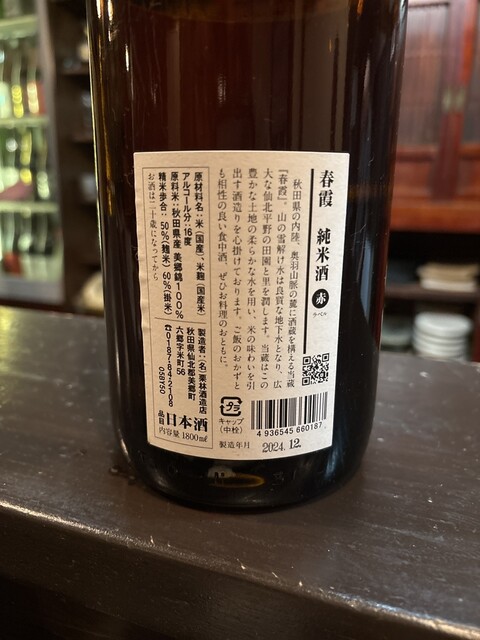 春霞 純米酒 赤 ラベル
秋田県の内陸、奥羽山脈の麓に酒蔵を構える当蔵
『春霞』。山の雪解け水は良質な地下水となり、広
大な仙北平野の田園と里を潤します。当蔵はこの
豊かな土地の柔らかな水を用い、米の味わいを引
出す酒造りを心掛けております。ご飯のおかずと
も相性の良い食中酒。ぜひお料理のおともに。
原材料名：米(国産)、米麹(国産米)
アルコール分：16度
原料米：秋田県産 美郷錦100%
精米歩合：50%(麹米) 60%(掛米)
お酒は二十歳になってから
製造者：(名)栗林酒造店
秋田県仙北郡美郷町
六郷字米町56
☎0187-84-2108
058Y50
品目 日本酒
内容量 1800ml
プラ
キャップ
(中栓)
4 936545 660187
製造年月 2024.12.